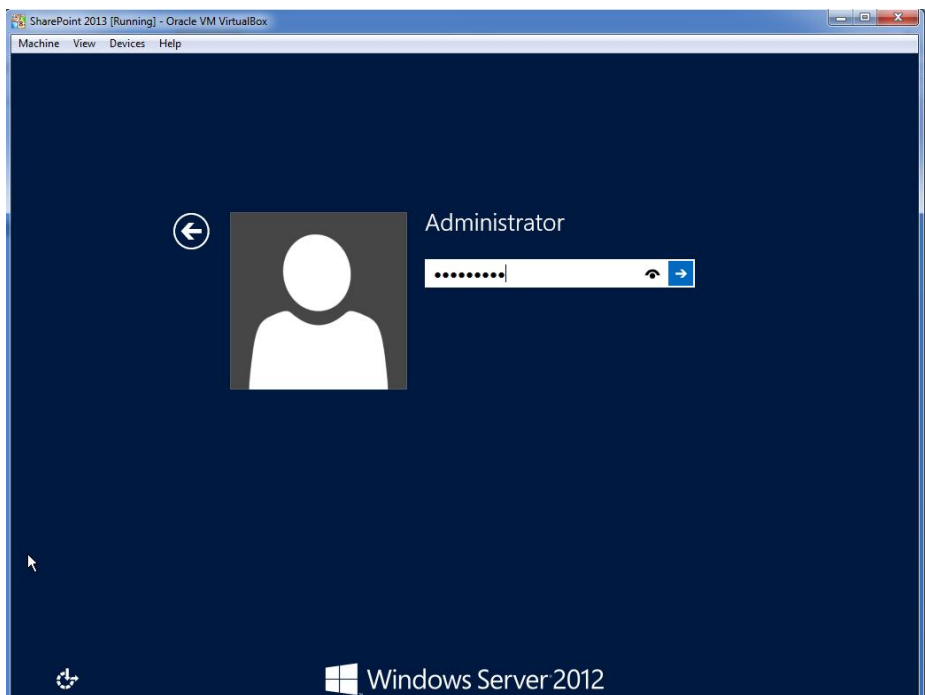 SharePoint 2013 [Running] - Oracle VM VirtualBox
Machine View Devices Help
Administrator
•••••••••
Windows Server 2012